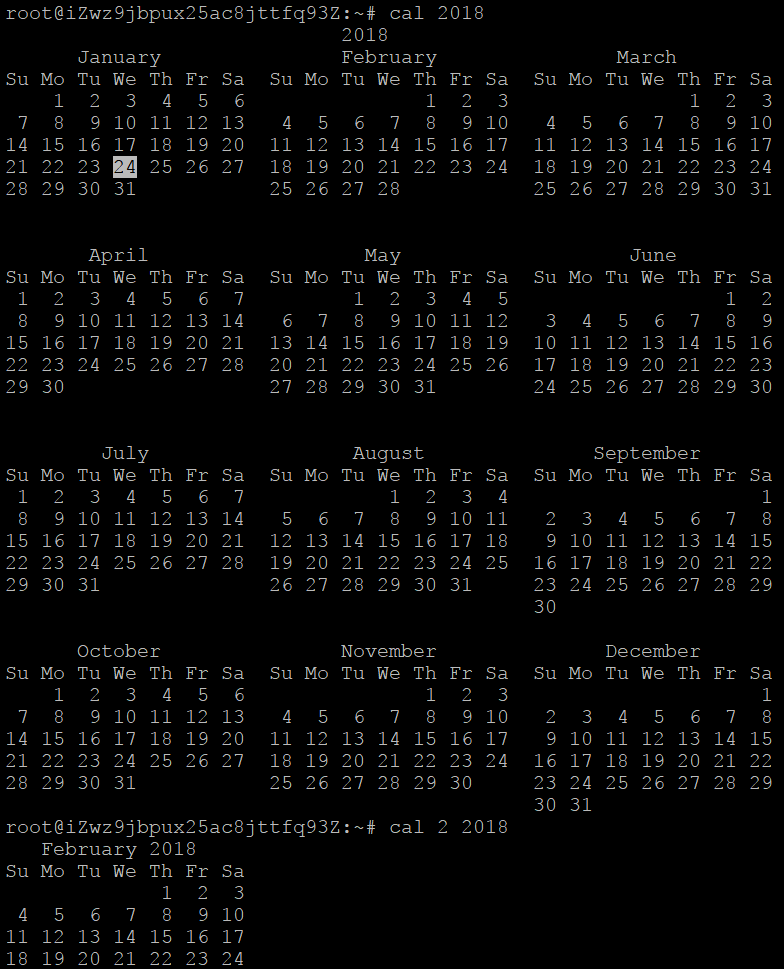 root@iZwz9jbpux25ac8jttfq93Z:~# cal 2018
                            2018
      January               February               March
Su Mo Tu We Th Fr Sa  Su Mo Tu We Th Fr Sa  Su Mo Tu We Th Fr Sa
    1  2  3  4  5  6               1  2  3               1  2  3
 7  8  9 10 11 12 13   4  5  6  7  8  9 10   4  5  6  7  8  9 10
14 15 16 17 18 19 20  11 12 13 14 15 16 17  11 12 13 14 15 16 17
21 22 23 24 25 26 27  18 19 20 21 22 23 24  18 19 20 21 22 23 24
28 29 30 31           25 26 27 28           25 26 27 28 29 30 31
       April                  May                   June
Su Mo Tu We Th Fr Sa  Su Mo Tu We Th Fr Sa  Su Mo Tu We Th Fr Sa
 1  2  3  4  5  6  7         1  2  3  4  5                  1  2
 8  9 10 11 12 13 14   6  7  8  9 10 11 12   3  4  5  6  7  8  9
15 16 17 18 19 20 21  13 14 15 16 17 18 19  10 11 12 13 14 15 16
22 23 24 25 26 27 28  20 21 22 23 24 25 26  17 18 19 20 21 22 23
29 30                 27 28 29 30 31        24 25 26 27 28 29 30
        July                 August              September
Su Mo Tu We Th Fr Sa  Su Mo Tu We Th Fr Sa  Su Mo Tu We Th Fr Sa
 1  2  3  4  5  6  7            1  2  3  4                     1
 8  9 10 11 12 13 14   5  6  7  8  9 10 11   2  3  4  5  6  7  8
15 16 17 18 19 20 21  12 13 14 15 16 17 18   9 10 11 12 13 14 15
22 23 24 25 26 27 28  19 20 21 22 23 24 25  16 17 18 19 20 21 22
29 30 31              26 27 28 29 30 31     23 24 25 26 27 28 29
                                            30
      October               November              December
Su Mo Tu We Th Fr Sa  Su Mo Tu We Th Fr Sa  Su Mo Tu We Th Fr Sa
    1  2  3  4  5  6               1  2  3                     1
 7  8  9 10 11 12 13   4  5  6  7  8  9 10   2  3  4  5  6  7  8
14 15 16 17 18 19 20  11 12 13 14 15 16 17   9 10 11 12 13 14 15
21 22 23 24 25 26 27  18 19 20 21 22 23 24  16 17 18 19 20 21 22
28 29 30 31           25 26 27 28 29 30     23 24 25 26 27 28 29
                                            30 31
root@iZwz9jbpux25ac8jttfq93Z:~# cal 2 2018
   February 2018
Su Mo Tu We Th Fr Sa
             1  2  3
 4  5  6  7  8  9 10
11 12 13 14 15 16 17
18 19 20 21 22 23 24